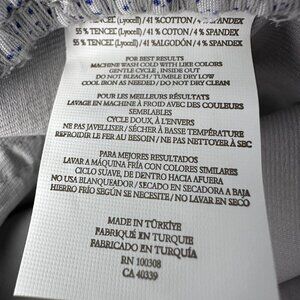 55 % TENCEL (Lyocell) / 41 % COTTON / 4 % SPANDEX
55 % TENCEL (Lyocell) / 41 % COTON / 4 % SPANDEX
55 % TENCEL (Lyocell) / 41 % ALGODÓN / 4 % SPANDEX
FOR BEST RESULTS
MACHINE WASH COLD WITH LIKE COLORS
GENTLE CYCLE, INSIDE OUT
DO NOT BLEACH / TUMBLE DRY LOW
COOL IRON AS NEEDED / DO NOT DRY CLEAN
POUR LES MEILLEURS RÉSULTATS
LAVAGE EN MACHINE À FROID AVEC DES COULEURS
SEMBLABLES
CYCLE DOUX, À L'ENVERS
NE PAS JAVELLISER / SÉCHER À BASSE TEMPÉRATURE
REFROIDIR LE FER AU BESOIN / NE PAS NETTOYER À SEC
PARA MEJORES RESULTADOS
LAVAR A MÁQUINA FRÍA CON COLORES SIMILARES
CICLO SUAVE, DE DENTRO HACIA AFUERA
NO USA BLANQUEADOR / SECADO EN SECADORA A BAJA
HIERRO FRÍO SEGÚN SE NECESITE / NO LAVAR EN SECO
MADE IN TÜRKİYE
FABRIQUÉ EN TURQUIE
FABRICADO EN TURQUÍA
RN 100308
CA 40339